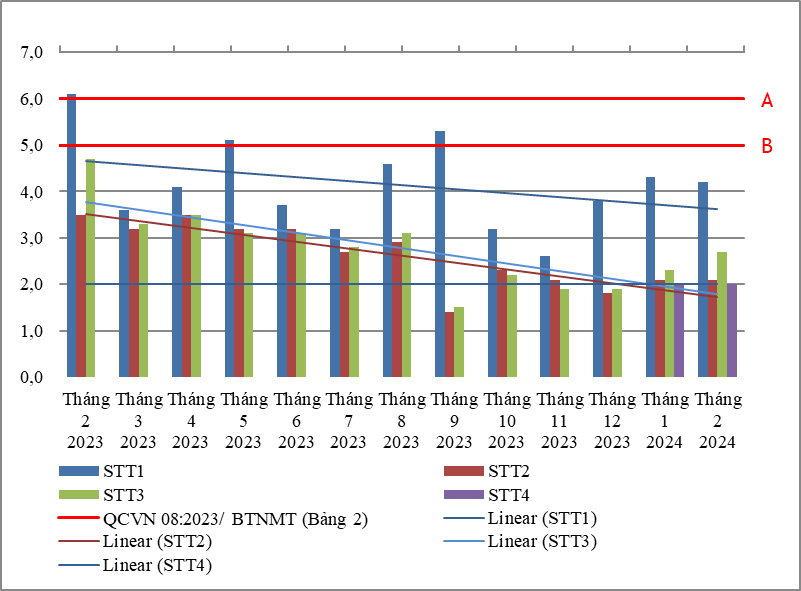 7,0
6,0
A
5,0
B
4,0
3,0
2,0
1,0
0,0
Tháng Tháng Tháng Tháng Tháng Tháng Tháng Tháng Tháng Tháng Tháng Tháng Tháng
2 3 4 5 6 7 8 9 10 11 12 1 2
2023 2023 2023 2023 2023 2023 2023 2023 2023 2023 2023 2024 2024
STT1 STT2
STT3 STT4
QCVN 08:2023/ BTNMT (Bảng 2) Linear (STT1)
Linear (STT2) Linear (STT3)
Linear (STT4)